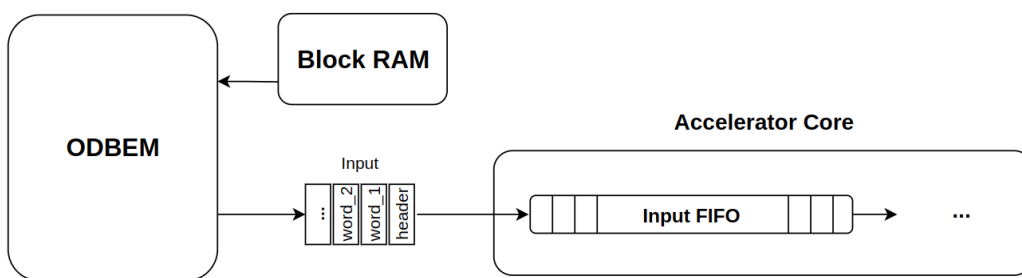 Block RAM
ODBEM
Accelerator Core
Input
...
word_2
word_1
header
Input FIFO
...